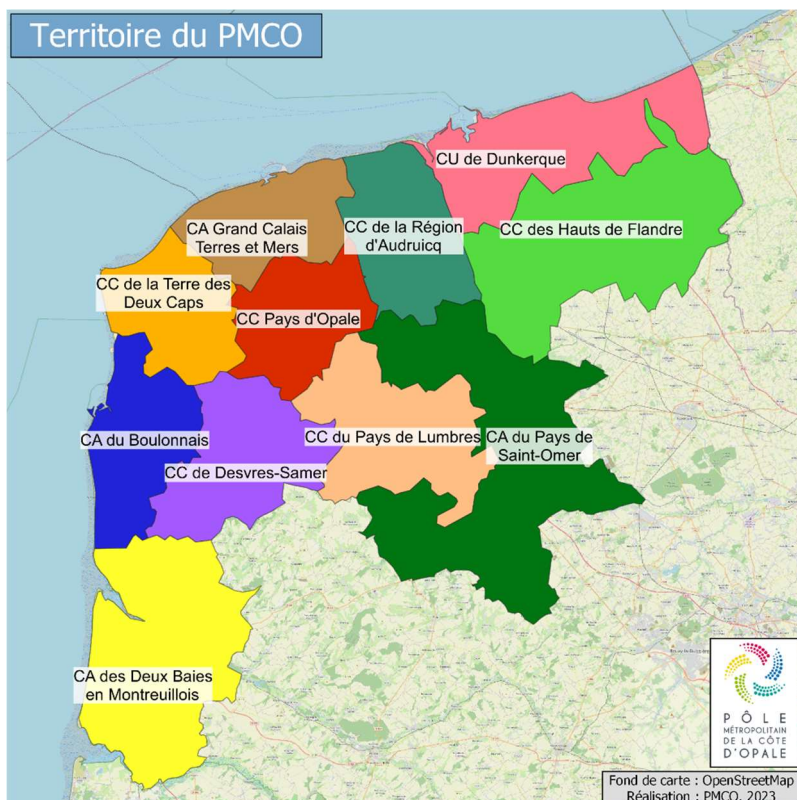 Territoire du PMCO
CU de Dunkerque
CA Grand Calais
Terres et Mers
CC de la Région
d'Audruicq
CC des Hauts de Flandre
CC de la Terre des
Deux Caps
CC Pays d'Opale
CA du Boulonnais
CC du Pays de Lumbres
CA du Pays de
Saint-Omer
CC de Desvres-Samer
CA des Deux Baies
en Montreuillois
PÔLE
MÉTROPOLITAIN
DE LA CÔTE
D'OPALE
Fond de carte : OpenStreetMap
Réalisation : PMCO, 2023